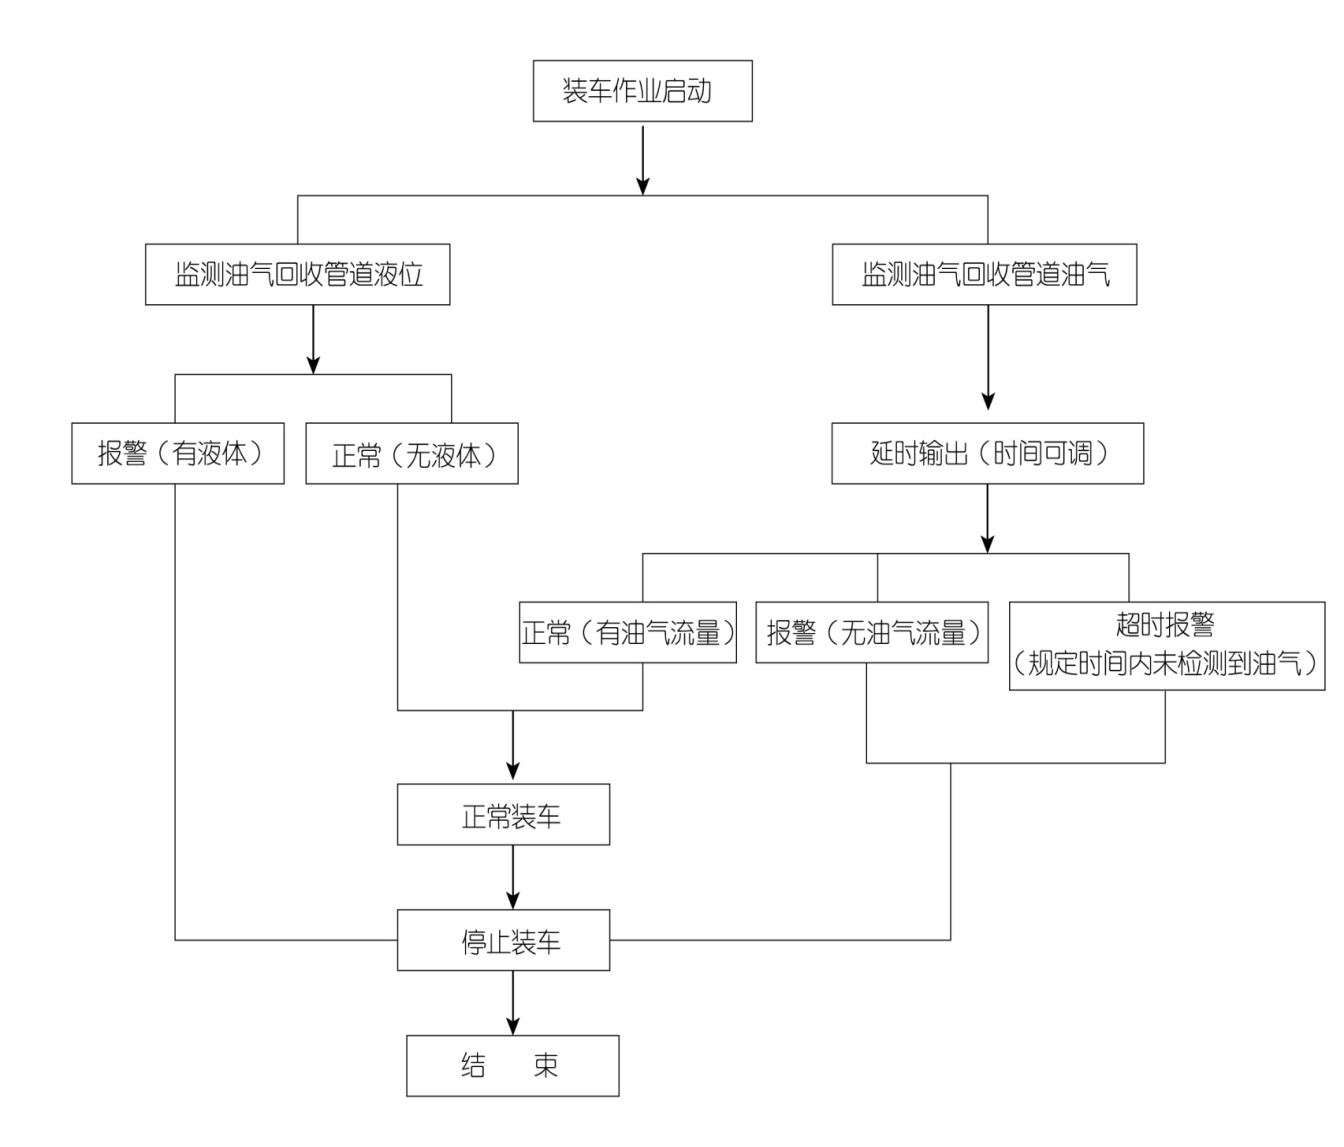 装车作业启动
监测油气回收管道液位
监测油气回收管道油气
报警（有液体）
正常（无液体）
延时输出（时间可调）
正常（有油气流量）
报警（无油气流量）
超时报警
（规定时间内未检测到油气）
正常装车
停止装车
结 束